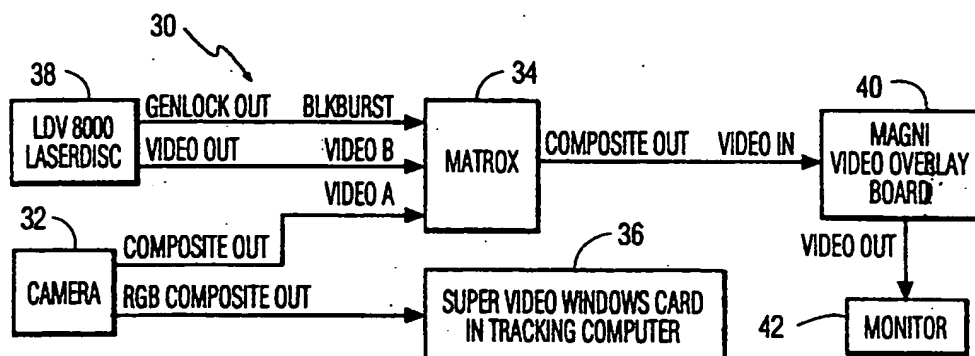 30
38
34
40
LDV 8000
LASERDISC
GENLOCK OUT
BLKBURST
VIDEO OUT
VIDEO B
VIDEO A
MATROX
COMPOSITE OUT
VIDEO IN
MAGNI
VIDEO OVERLAY
BOARD
32
CAMERA
COMPOSITE OUT
RGB COMPOSITE OUT
36
SUPER VIDEO WINDOWS CARD
IN TRACKING COMPUTER
VIDEO OUT
42
MONITOR